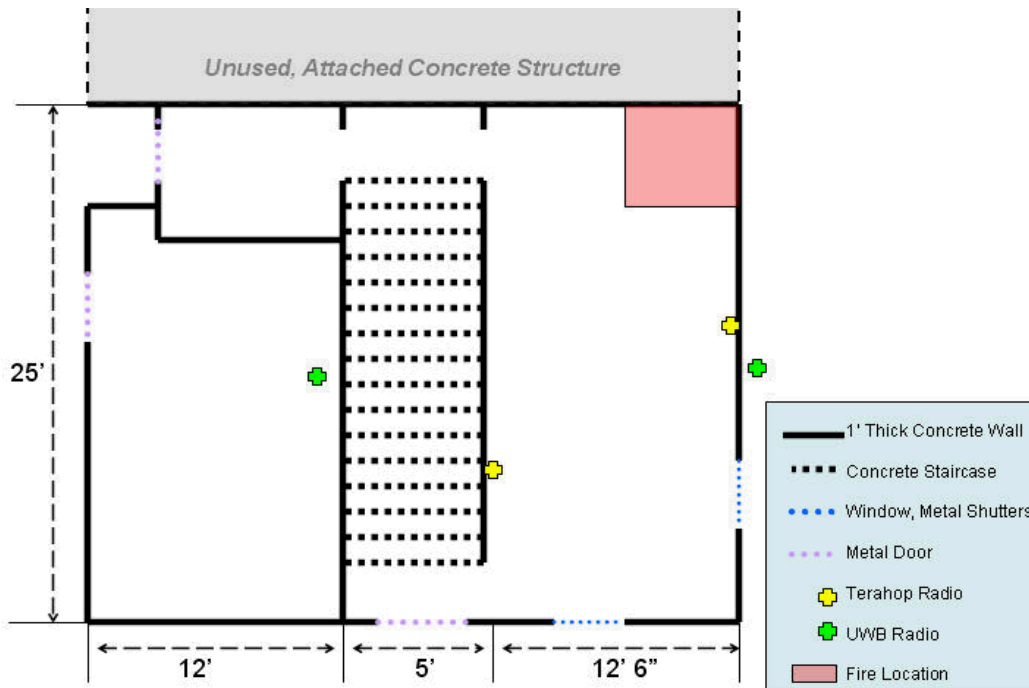 Unused, Attached Concrete Structure
25’
12’
5’
12’ 6”
1' Thick Concrete Wall
Concrete Staircase
Window, Metal Shutters
Metal Door
Terahop Radio
UWB Radio
Fire Location